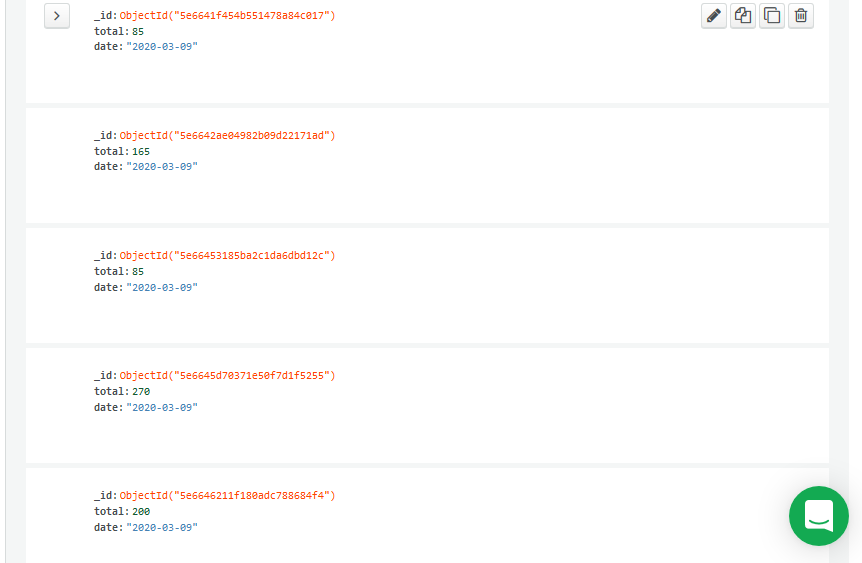 _id:ObjectId("5e6641f454b551478a84c017")
total:85
date:"2020-03-09"
_id:ObjectId("5e6642ae04982b09d22171ad")
total:165
date:"2020-03-09"
_id:ObjectId("5e66453185ba2c1da6dbd12c")
total:85
date:"2020-03-09"
_id:ObjectId("5e6645d70371e50f7d1f5255")
total:270
date:"2020-03-09"
_id:ObjectId("5e6646211f180adc788684f4")
total:200
date:"2020-03-09"